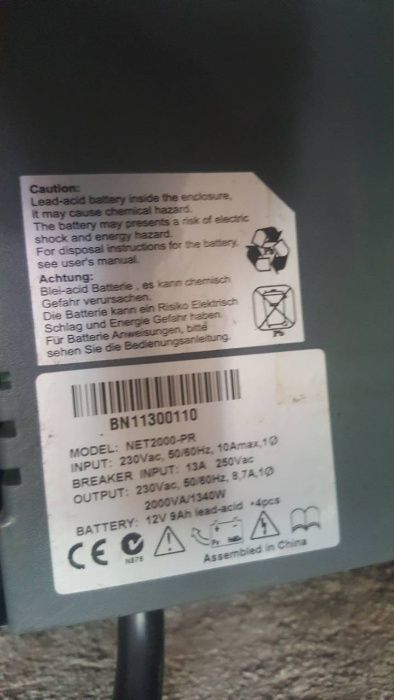 Caution:
Lead-acid battery inside the enclosure,
It may cause chemical hazard.
The battery may presents a risk of electric
shock and energy hazard.
For disposal instructions for the battery,
see user's manual.
Achtung:
Blei-acid Batterie , es kann chemisch
Gefahr verursachen.
Die Batterie kann ein Risiko Elektrisch
Schlag und Energie Gefahr haben.
Für Batterie Anweisungen, bitte
sehen Sie die Bedienungsanleitung.
Pb
BN11300110
MODEL: NET2000-PR
INPUT: 230Vac, 50/60Hz, 10Amax,1Ø
BREAKER INPUT: 13A 250Vac
OUTPUT: 230Vac, 50/60Hz, 8,7A,1Ø
2000VA/1340W
BATTERY: 12V 9Ah lead-acid *4pcs
CE
N876
Assembled in China